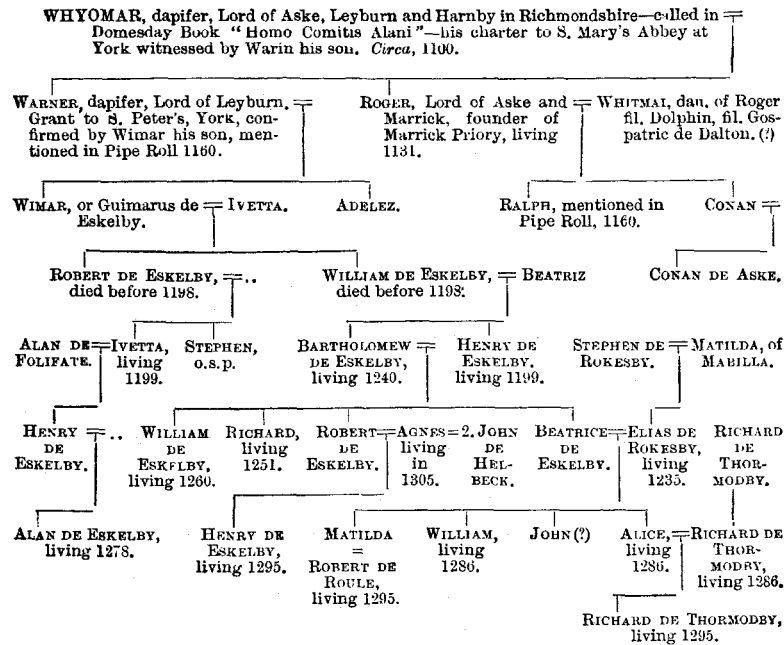 WHYOMAR, dapifer, Lord of Aske, Leyburn and Harnby in Richmondshire—called in
Domesday Book “Homo Comitis Alani”—his charter to S. Mary's Abbey at
York witnessed by Warin his son. Circa, 1100.
WARNER, dapifer, Lord of Leyburn.
Grant to S. Peter's, York, con-
firmed by Wimar his son, men-
tioned in Pipe Roll 1160.
ROGER, Lord of Aske and
Marrick, founder of
Marrick Priory, living
1131.
WHITMAI, dau. of Roger
fil. Dolphin, fil. Gos-
patric de Dalton. (?)
WIMAR, or Guimarus de
Eskelby.
= IVETTA.
ADELEZ.
RALPH, mentioned in
Pipe Roll, 1160.
CONAN =
ROBERT DE ESKELBY, = ..
died before 1198.
WILLIAM DE ESKELBY,
died before 1198.
= BEATRIZ
CONAN DE ASKE.
ALAN DE
FOLIFATE.
= IVETTA,
living
1199.
STEPHEN,
o.s.p.
BARTHOLOMEW =
DE ESKELBY,
living 1240.
HENRY DE
ESKELBY.
living 1199.
STEPHEN DE
ROKESBY.
= MATILDA, of
MABILLA.
HENRY = ..
DE
ESKELBY.
WILLIAM
DE
ESKELBY,
living 1260.
RICHARD,
living
1251.
ROBERT
DE
ESKELBY.
= AGNES =
living
in
1305.
2. JOHN
DE
HEL-
BECK.
BEATRICE
DE
ESKELBY.
= ELIAS DE
ROKESBY,
living
1235.
RICHARD
DE
THOR-
MODBY.
ALAN DE ESKELBY,
living 1278.
HENRY DE
ESKELBY,
living 1295.
MATILDA
=
ROBERT DE
ROULE,
living 1295.
WILLIAM,
living
1286.
JOHN (?)
ALICE,
living
1286.
= RICHARD DE
THOR-
MODBY,
living 1286.
RICHARD DE THORMODBY,
living 1295.